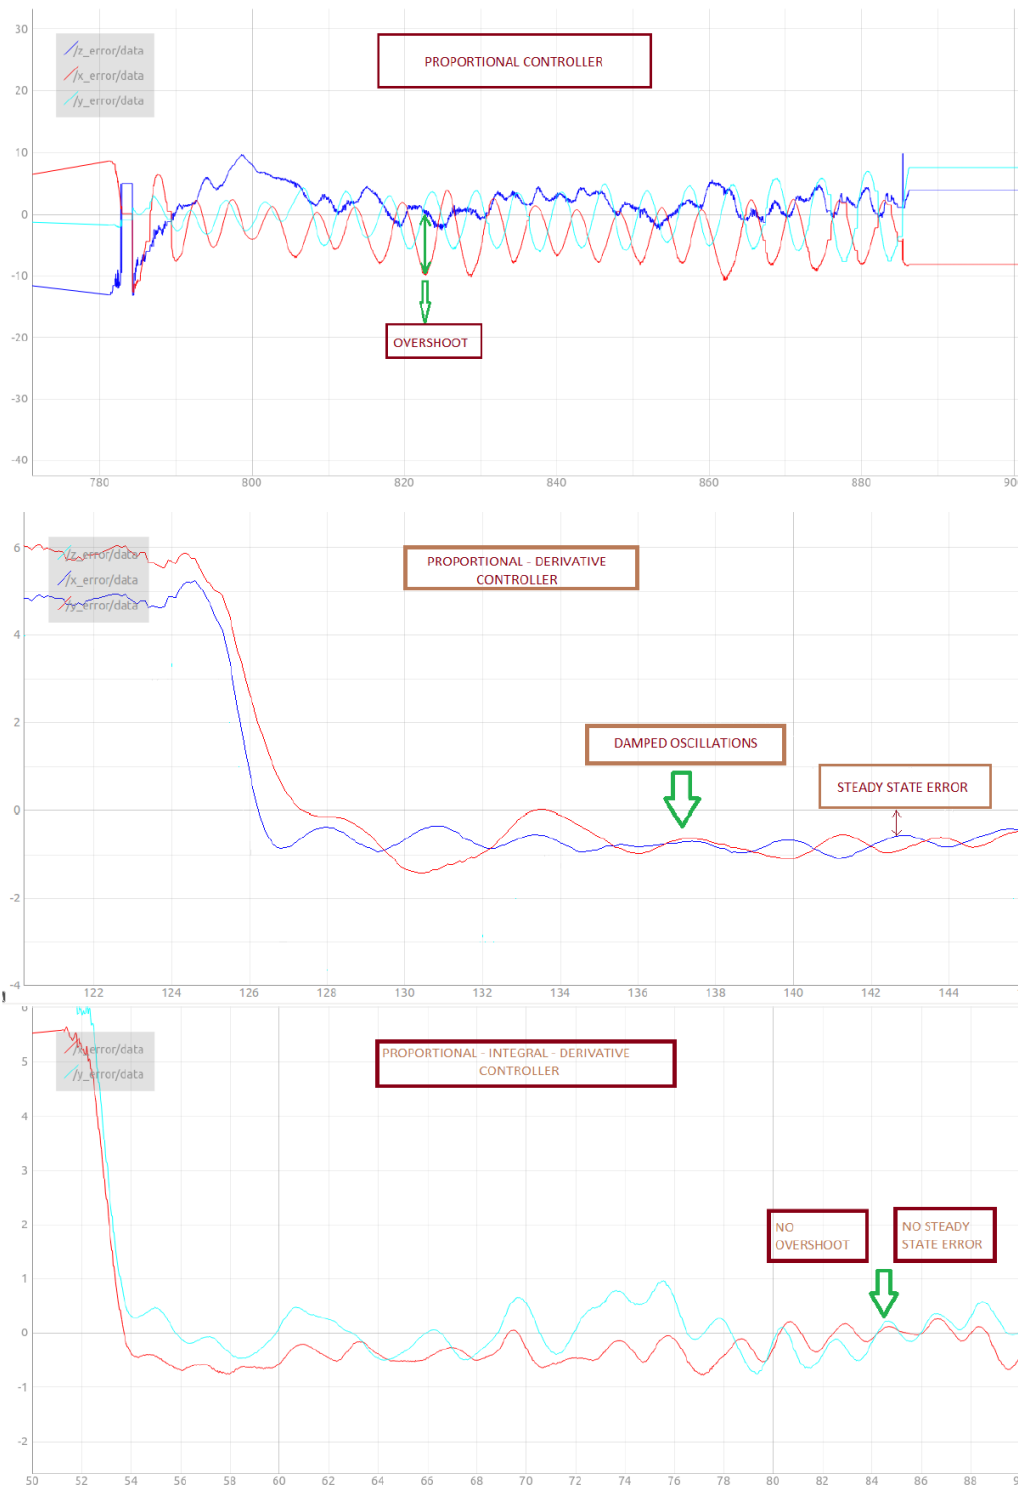 30
/z_error/data
PROPORTIONAL CONTROLLER
/x_error/data
20
/y_error/data
10
0
-10
-20
OVERSHOOT
-30
-40
780 800 820 840 860 880 900
6
/z_error/data
PROPORTIONAL - DERIVATIVE
CONTROLLER
/x_error/data
/y_error/data
4
2
DAMPED OSCILLATIONS
STEADY STATE ERROR
0
-2
-4
122 124 126 128 130 132 134 136 138 140 142 144
6
/x_error/data
PROPORTIONAL - INTEGRAL - DERIVATIVE
CONTROLLER
5
/y_error/data
4
3
2
NO
OVERSHOOT
NO STEADY
STATE ERROR
1
0
-1
-2
50 52 54 56 58 60 62 64 66 68 70 72 74 76 78 80 82 84 86 88